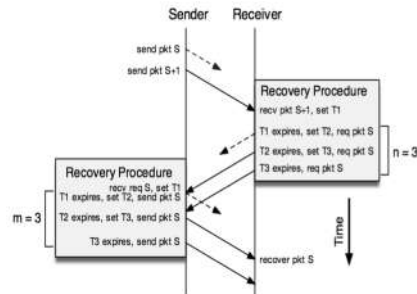 Sender
Receiver
send pkt S
send pkt S+1
Recovery Procedure
recv pkt S+1, set T1
T1 expires, set T2, req pkt S
T2 expires, set T3, req pkt S
T3 expires, req pkt S
n = 3
Recovery Procedure
recv req S, set T1
T1 expires, set T2, send pkt S
T2 expires, set T3, send pkt S
T3 expires, send pkt S
m = 3
recover pkt S
Time